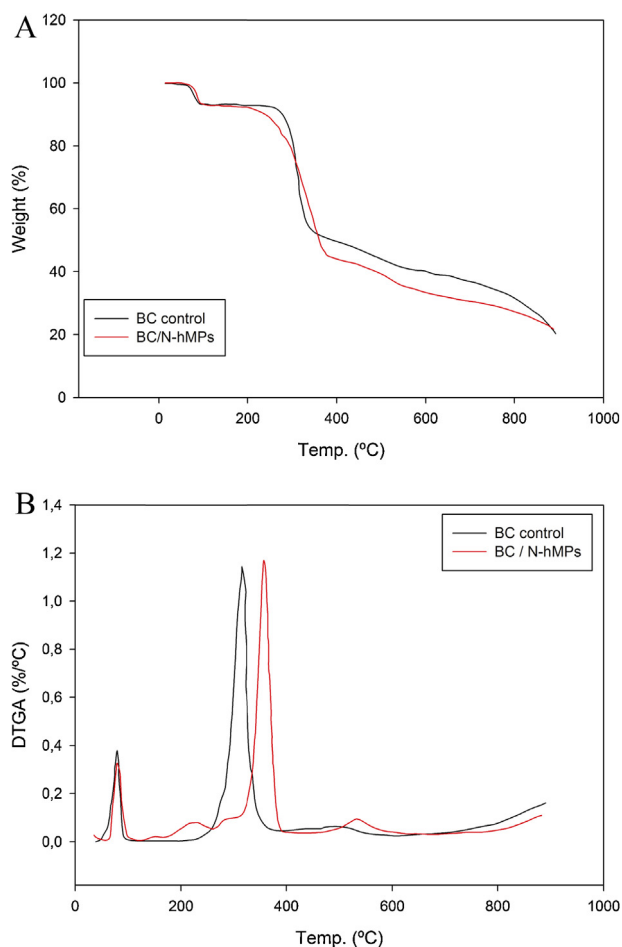 A
120
100
80
60
40
20
0
Weight (%)
BC control
BC/N-hMPs
0 200 400 600 800 1000
Temp. (ºC)
B
1,4
1,2
1,0
0,8
0,6
0,4
0,2
0,0
DTGA (%/ºC)
BC control
BC / N-hMPs
0 200 400 600 800 1000
Temp. (ºC)